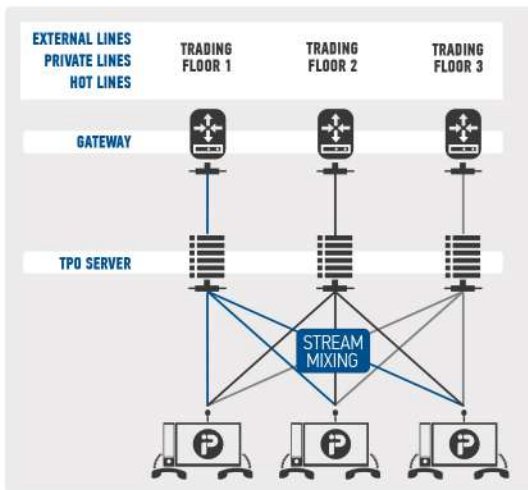 EXTERNAL LINES
PRIVATE LINES
HOT LINES
TRADING
FLOOR 1
TRADING
FLOOR 2
TRADING
FLOOR 3
GATEWAY
TPO SERVER
STREAM
MIXING